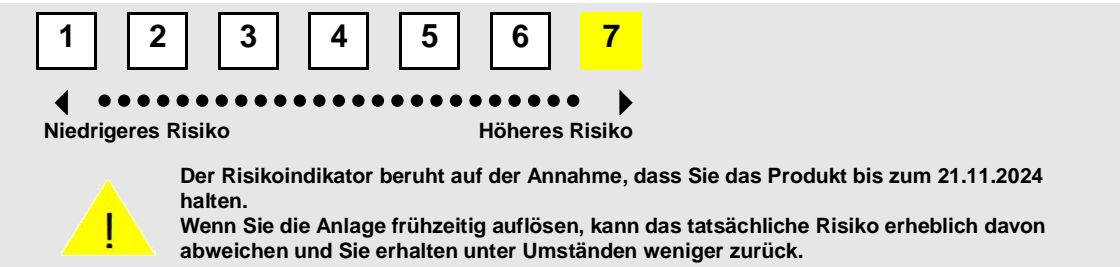 1 2 3 4 5 6 7
Niedrigeres Risiko Höheres Risiko
Der Risikoindikator beruht auf der Annahme, dass Sie das Produkt bis zum 21.11.2024
halten.
Wenn Sie die Anlage frühzeitig auflösen, kann das tatsächliche Risiko erheblich davon
abweichen und Sie erhalten unter Umständen weniger zurück.
!